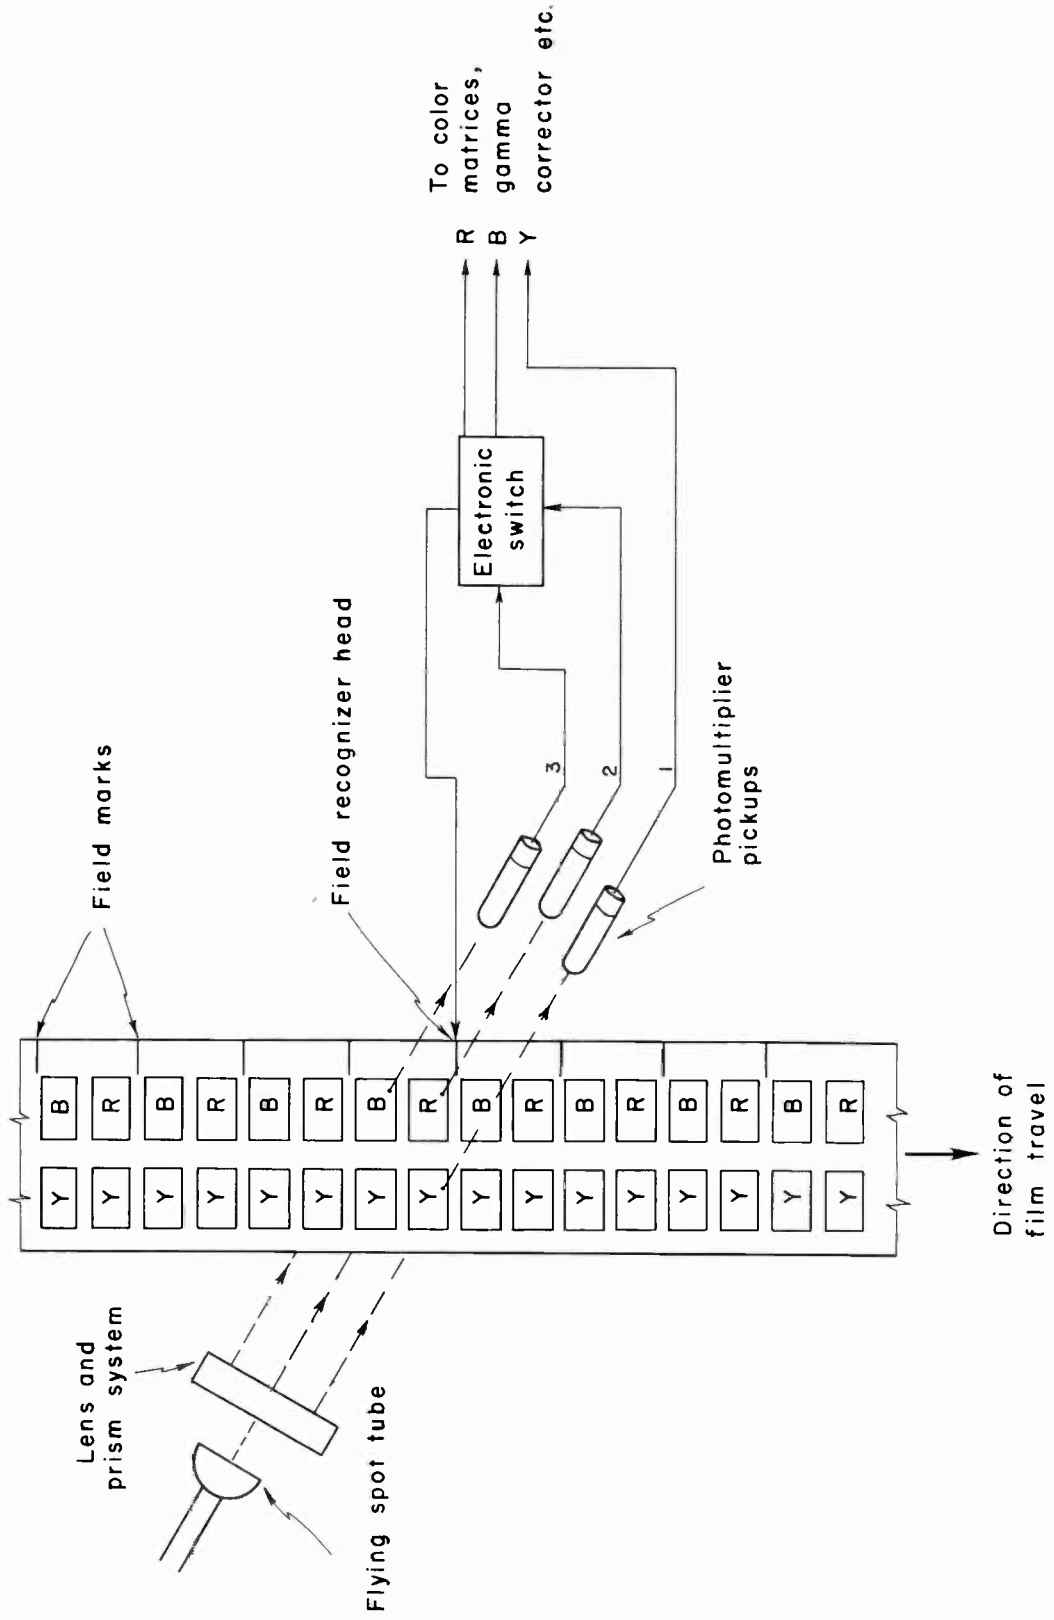 Lens and
prism system
Flying spot tube
Field marks
Field recognizer head
Y B
Y R
Y B
Y R
Y B
Y R
Y B
Y R
Y B
Y R
Y B
Y R
Y B
Y R
Y B
Y R
Electronic
switch
R
B
Y
To color
matrices,
gamma
corrector etc.
3
2
1
Photomultiplier
pickups
Direction of
film travel